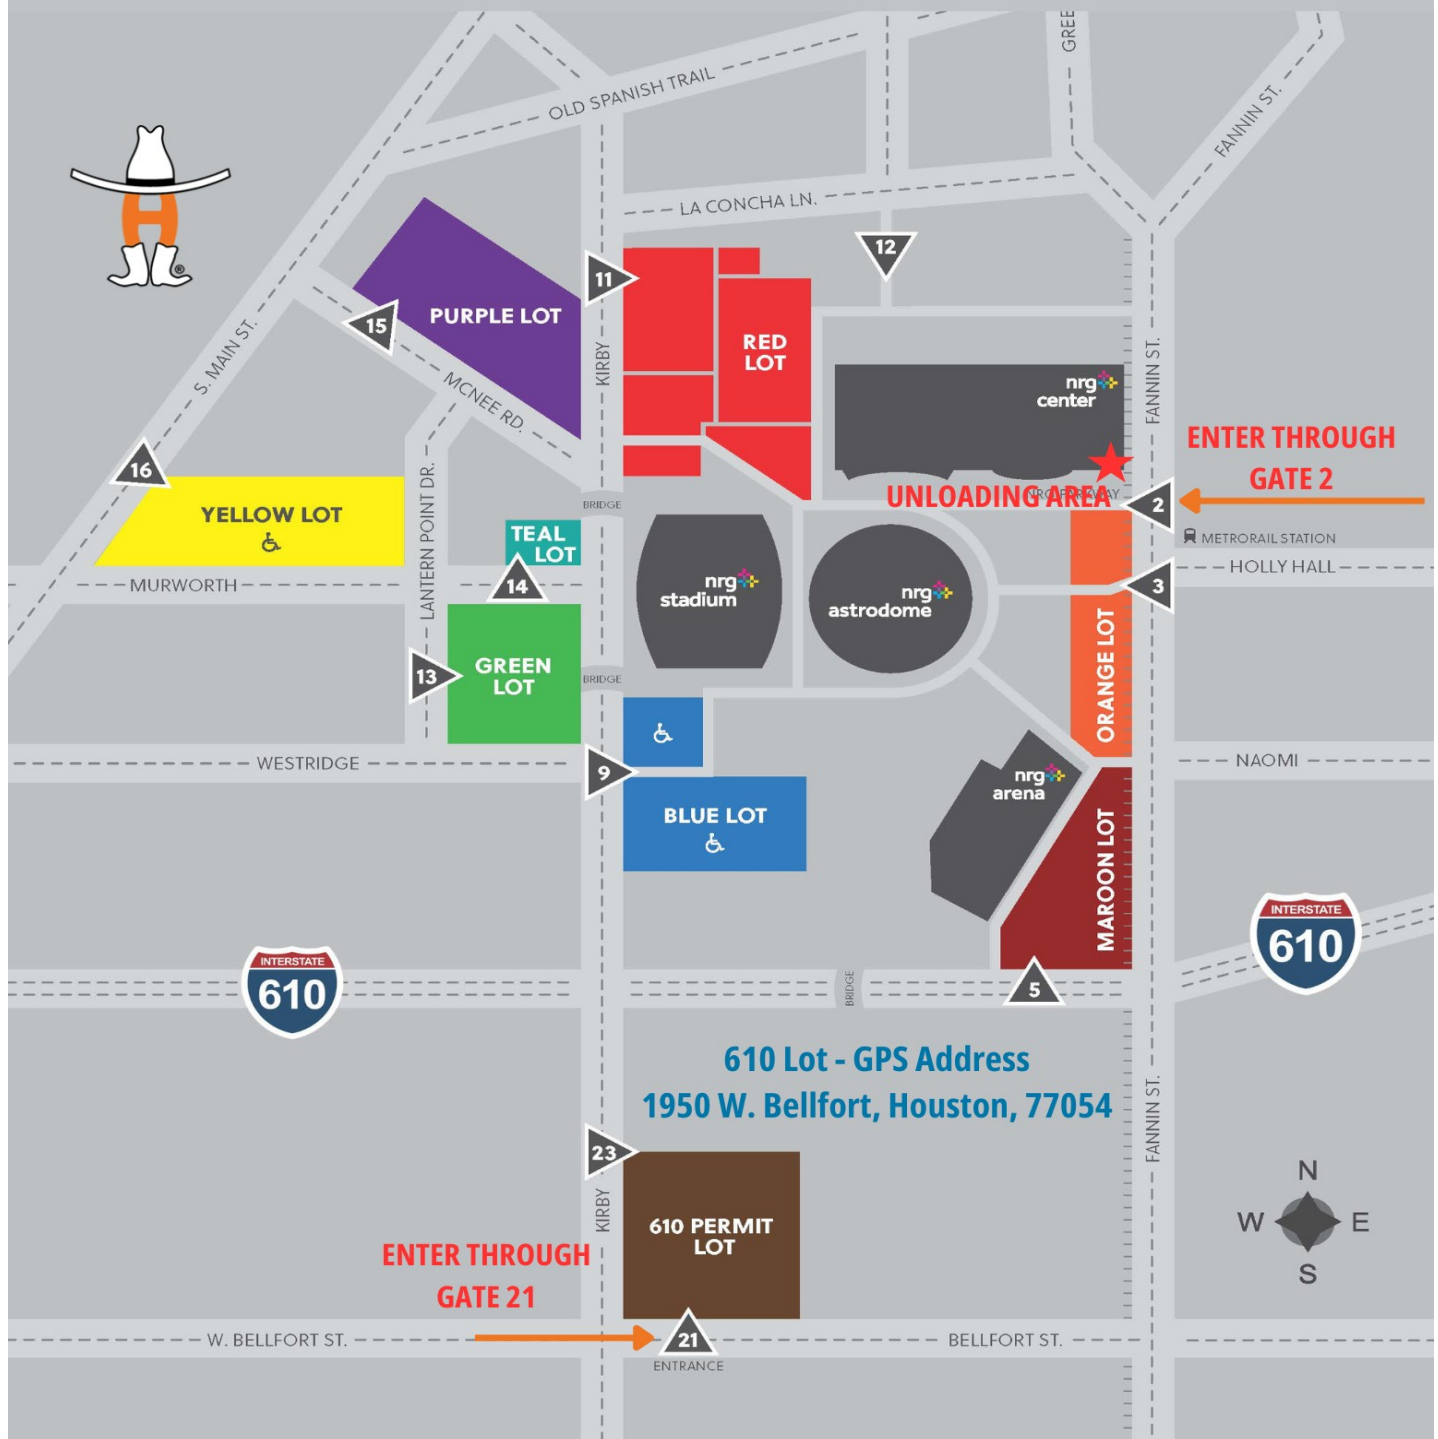 GREE
OLD SPANISH TRAIL
FANNIN ST.
LA CONCHA LN.
12
11
PURPLE LOT
15
RED
LOT
S. MAIN ST.
KIRBY
MCNEE RD.
nrg
center
FANNIN ST.
ENTER THROUGH
GATE 2
16
YELLOW LOT
LANTERN POINT DR.
BRIDGE
UNLOADING AREA
2
METRORAIL STATION
TEAL
LOT
HOLLY HALL
MURWORTH
14
nrg
stadium
nrg
astrodome
3
ORANGE LOT
GREEN
LOT
13
BRIDGE
WESTRIDGE
9
nrg
arena
NAOMI
BLUE LOT
MAROON LOT
INTERSTATE
610
INTERSTATE
610
BRIDGE
5
610 Lot - GPS Address
1950 W. Bellfort, Houston, 77054
FANNIN ST.
23
KIRBY
610 PERMIT
LOT
N
W E
S
ENTER THROUGH
GATE 21
W. BELLFORT ST.
21
BELLFORT ST.
ENTRANCE